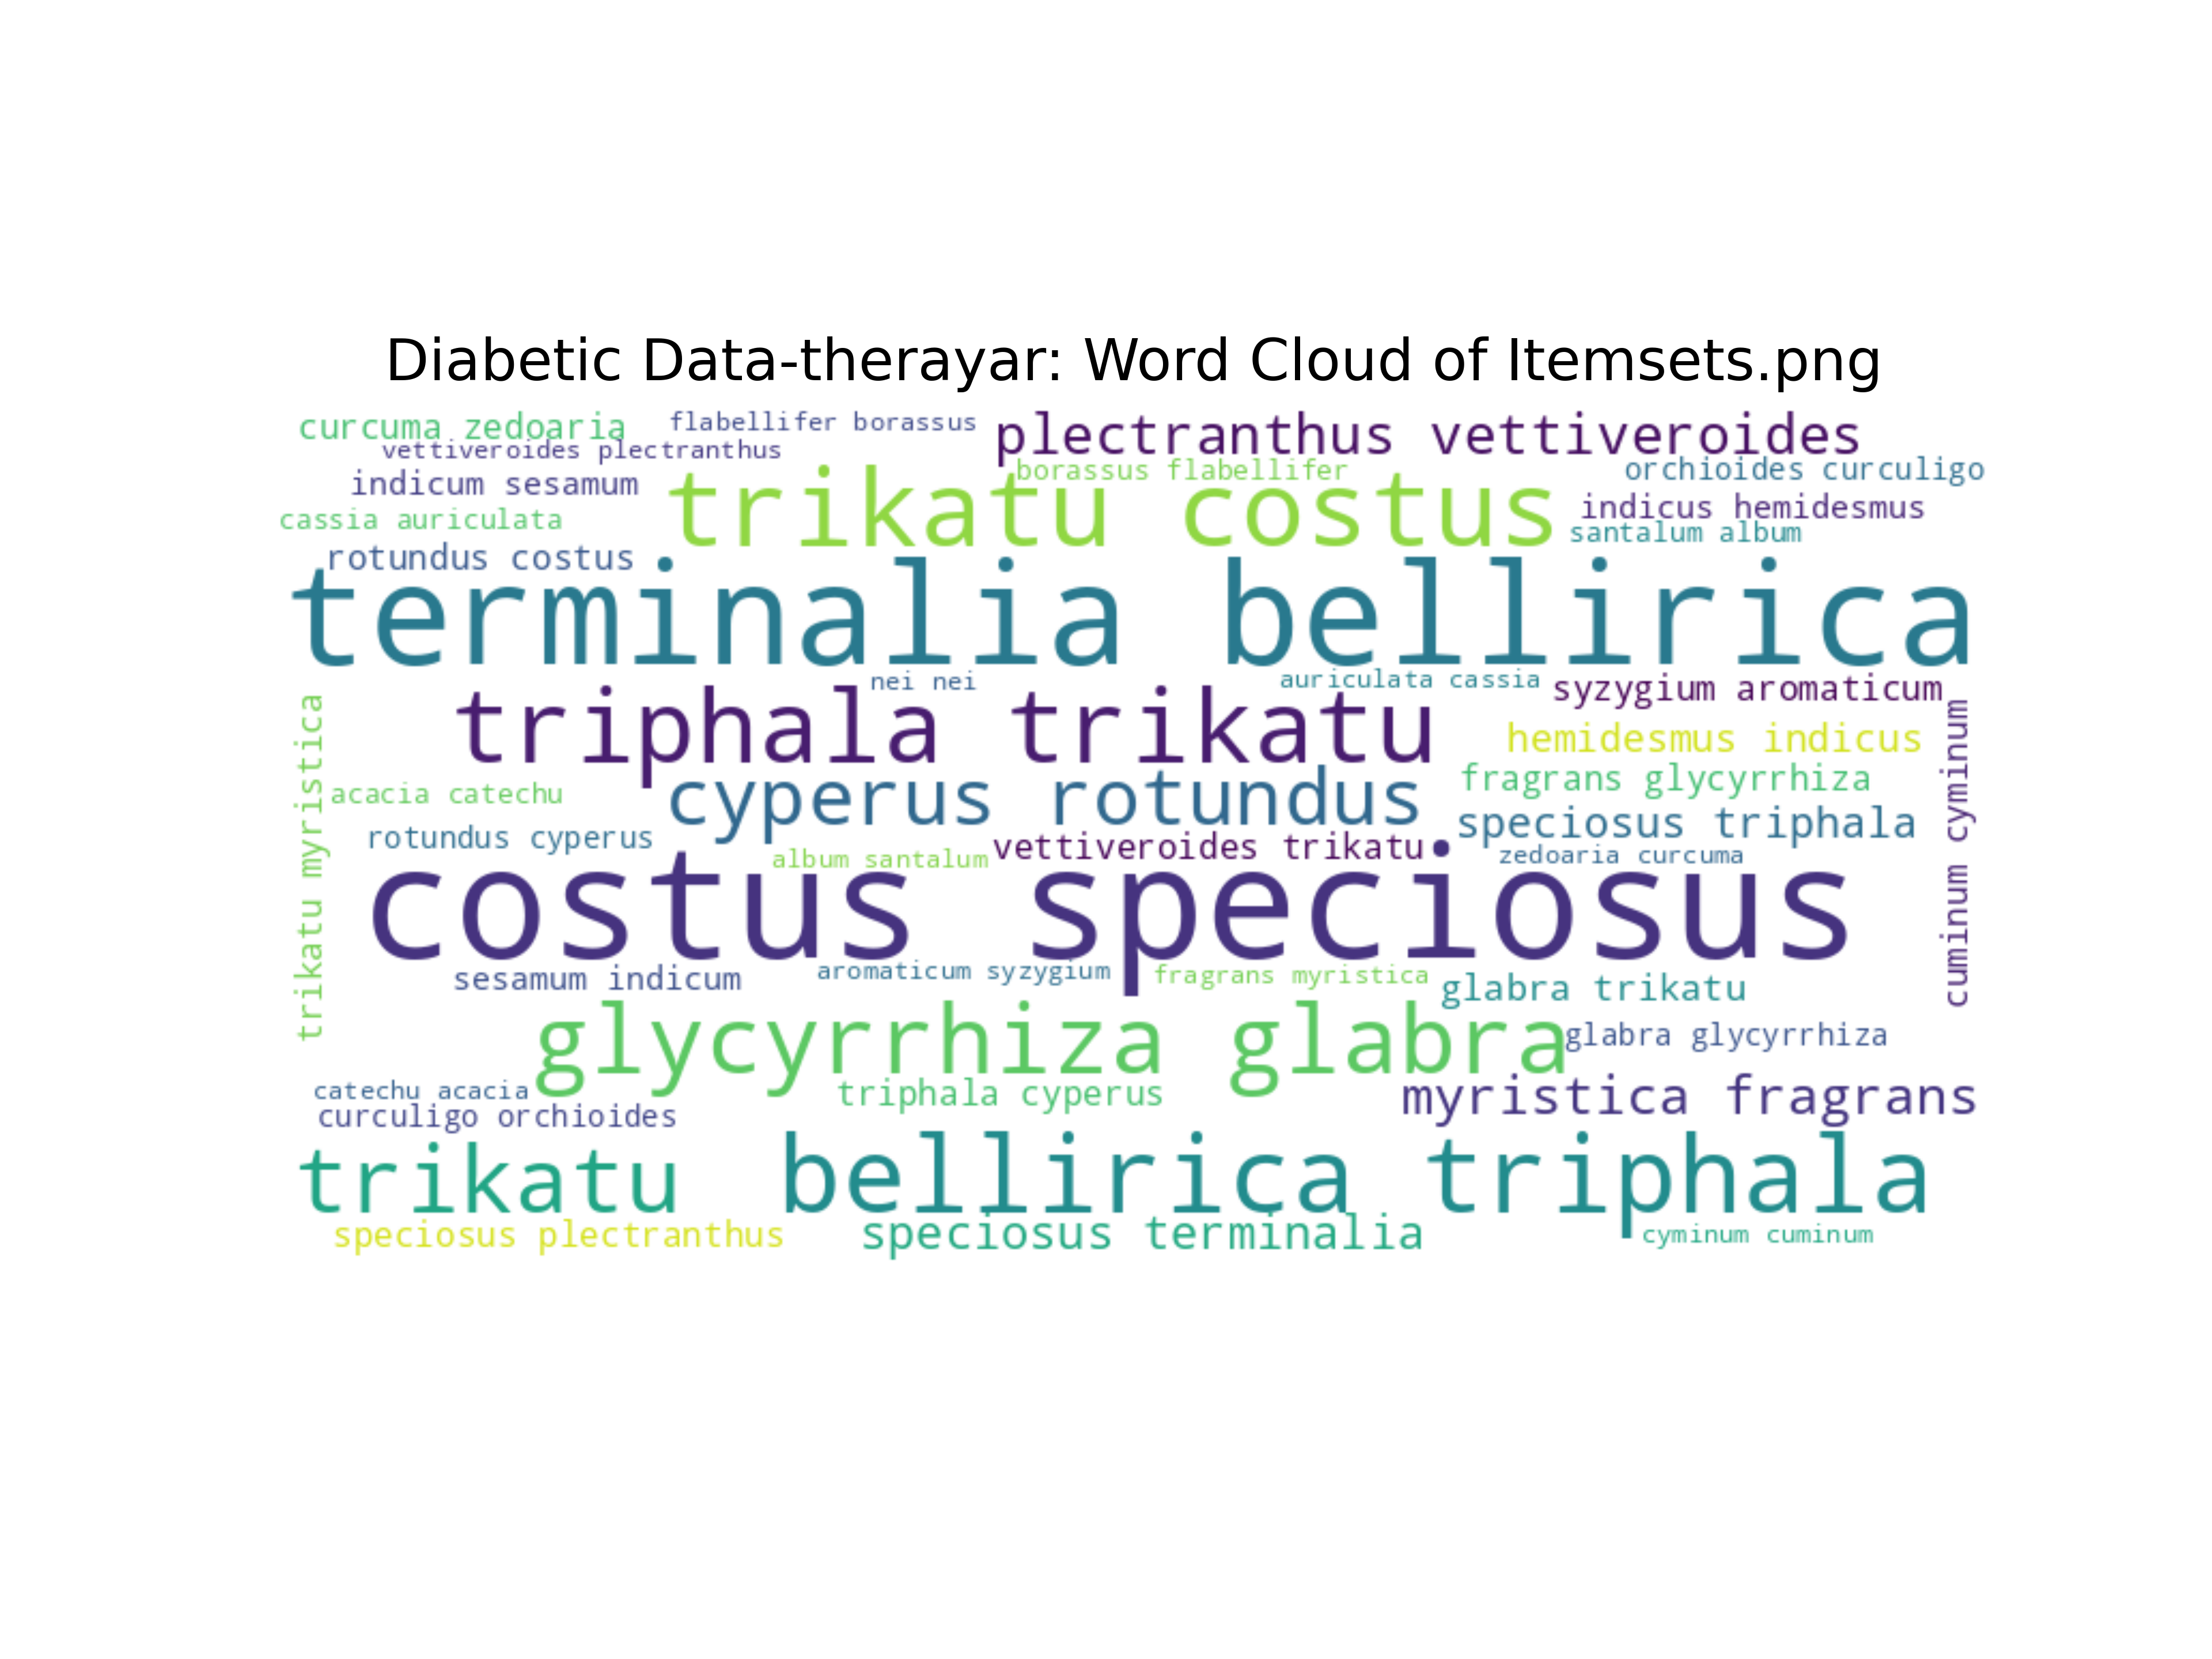 Diabetic Data-therayar: Word Cloud of Itemsets.png
curcuma zedoaria
flabellifer borassus
plectranthus vettiveroides
vettiveroides plectranthus
borassus flabellifer
orchioides curculigo
indicum sesamum
trikatu costus
indicus hemidesmus
cassia auriculata
santalum album
rotundus costus
terminalia bellirica
nei nei
auriculata cassia
syzygium aromaticum
triphala trikatu
hemidesmus indicus
cuminum cyminum
trikatu myristica
fragrans glycyrrhiza
acacia catechu
cyperus rotundus
speciosus triphala
rotundus cyperus
vettiveroides trikatu
album santalum
zedoaria curcuma
costus speciosus
sesamum indicum
aromaticum syzygium
fragrans myristica
glabra trikatu
glycyrrhiza glabra
glabra glycyrrhiza
catechu acacia
triphala cyperus
myristica fragrans
curculigo orchioides
trikatu
bellirica triphala
speciosus plectranthus
speciosus terminalia
cyminum cuminum